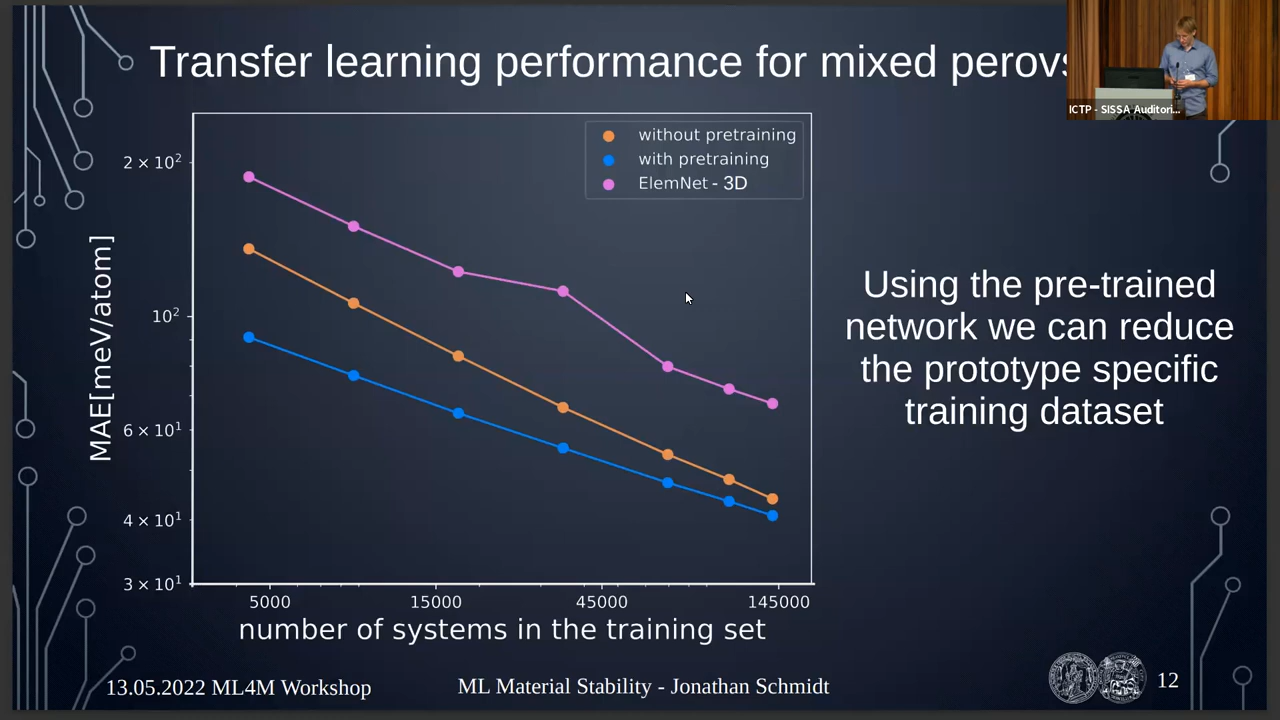 Transfer learning performance for mixed
ICTP - SISSA Auditori...
without pretraining
with pretraining
ElemNet - 3D
2 × 10²
10²
6 × 10¹
4 × 10¹
3 × 10¹
MAE[meV/atom]
5000 15000 45000 145000
number of systems in the training set
Using the pre-trained
network we can reduce
the prototype specific
training dataset
13.05.2022 ML4M Workshop
ML Material Stability - Jonathan Schmidt
12